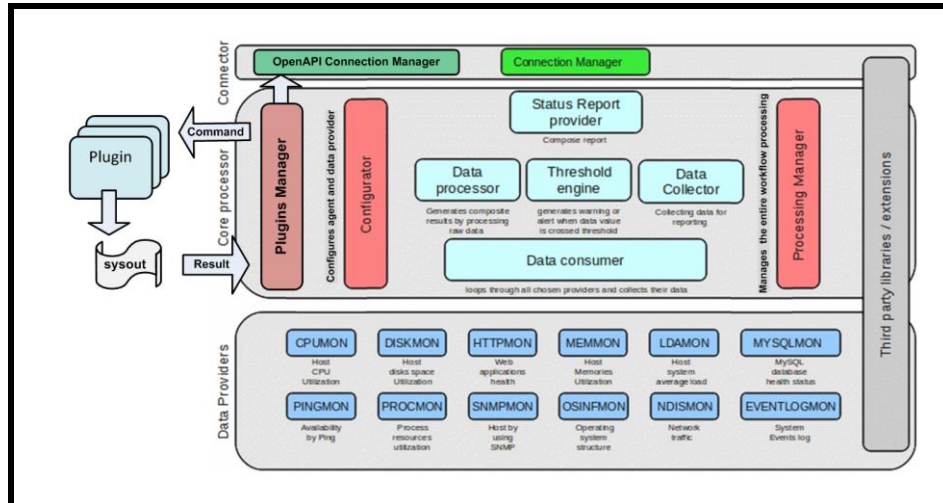 Connector
OpenAPI Connection Manager
Connection Manager
Core processor
Command
Plugin
sysout
Result
Plugins Manager
Configures agent and data provider
Configurator
Status Report
provider
Compose report
Data
processor
Generates composite
results by processing
raw data
Threshold
engine
generates warning or
alert when data value
is crossed threshold
Data
Collector
Collecting data for
reporting
Data consumer
loops through all chosen providers and collects their data
Manages the entire workflow processing
Processing Manager
Third party libraries / extensions
Data Providers
CPUMON
Host
CPU
Utilization
DISKMON
Host
disks space
Utilization
HTTPMON
Web
applications
health
MEMMON
Host
Memories
Utilization
LDAMON
Host
system
average load
MYSQLMON
MySQL
database
health status
PINGMON
Availability
by Ping
PROCMON
Process
resources
utilization
SNMPMON
Host by
using
SNMP
OSINFMON
Operating
system
structure
NDISMON
Network
traffic
EVENTLOGMON
System
Events log